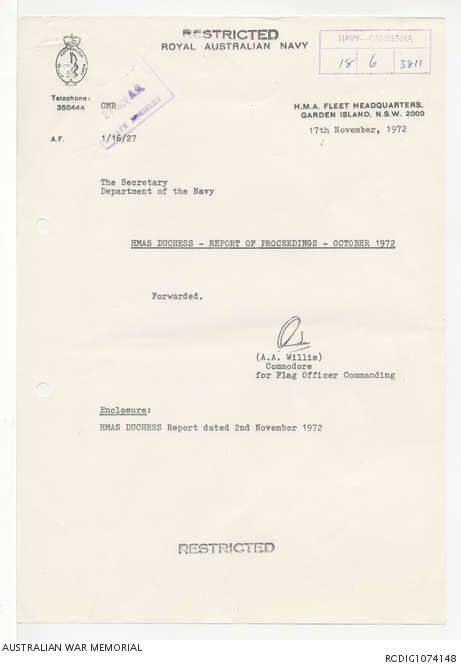 RESTRICTED
ROYAL AUSTRALIAN NAVY
NAVY - CANBERRA
18 6 3811
Telephone:
350444
CMR
H.M.A. FLEET HEADQUARTERS,
GARDEN ISLAND, N.S.W. 2000
17th November, 1972
A.F.
1/16/27
The Secretary
Department of the Navy
HMAS DUCHESS - REPORT OF PROCEEDINGS - OCTOBER 1972
Forwarded.
(A.A. Willis)
Commodore
for Flag Officer Commanding
Enclosure:
HMAS DUCHESS Report dated 2nd November 1972
RESTRICTED
AUSTRALIAN WAR MEMORIAL
RCDIG1074148